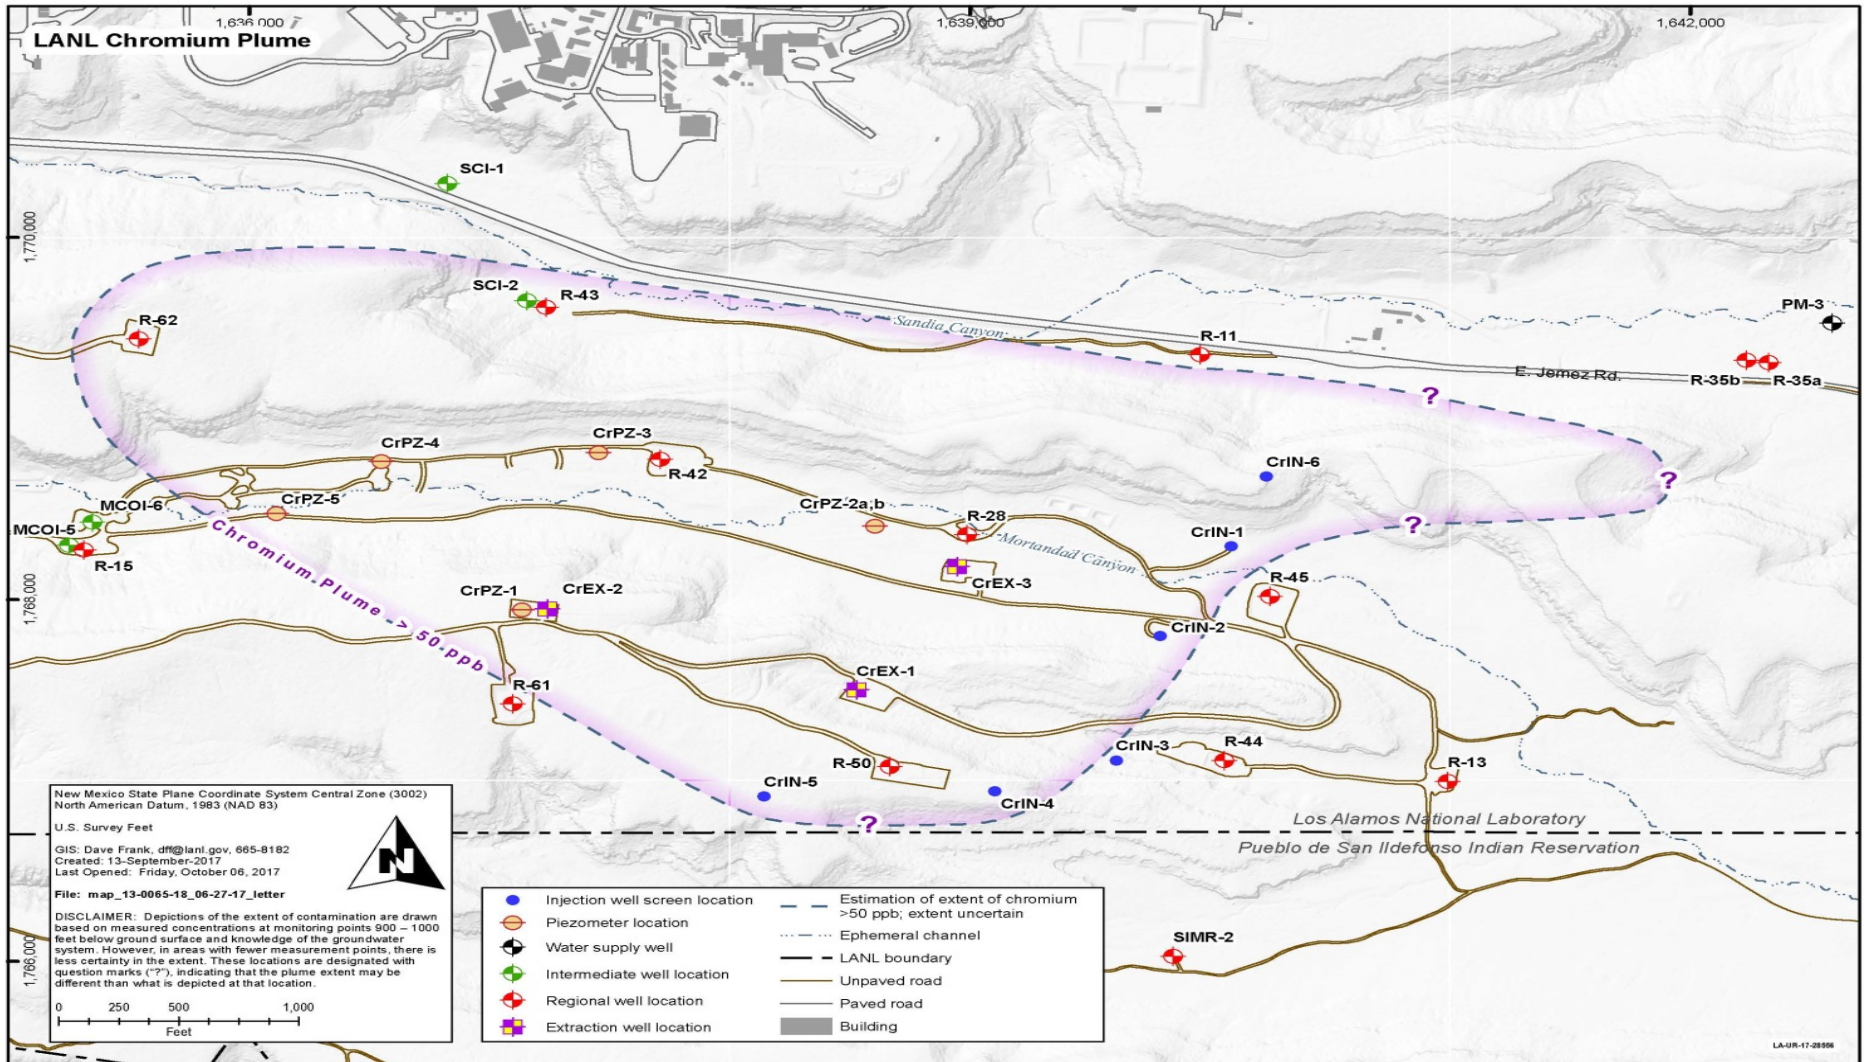 1,636,000
1,639,000
1,642,000
LANL Chromium Plume
SCI-1
1,770,000
SCI-2
R-43
R-62
Sandia Canyon
R-11
PM-3
E. Jemez Rd.
R-35b
R-35a
?
CrPZ-4
CrPZ-3
R-42
CrIN-6
?
MCOI-6
CrPZ-5
CrPZ-2a,b
R-28
?
MCOI-5
R-15
Chromium Plume > 50 ppb
Mortandad Canyon
CrIN-1
CrEX-3
R-45
1,768,000
CrPZ-1
CrEX-2
CrIN-2
CrEX-1
R-61
CrIN-3
R-44
R-50
R-13
CrIN-5
CrIN-4
?
Los Alamos National Laboratory
Pueblo de San Ildefonso Indian Reservation
SIMR-2
1,766,000
New Mexico State Plane Coordinate System Central Zone (3002)
North American Datum, 1983 (NAD 83)
U.S. Survey Feet
GIS: Dave Frank, dff@lanl.gov, 665-8182
Created: 13-September-2017
Last Opened: Friday, October 06, 2017
File: map_13-0065-18_06-27-17_letter
N
DISCLAIMER: Depictions of the extent of contamination are drawn
based on measured concentrations at monitoring points 900 – 1000
feet below ground surface and knowledge of the groundwater
system. However, in areas with fewer measurement points, there is
less certainty in the extent. These locations are designated with
question marks ("?"), indicating that the plume extent may be
different than what is depicted at that location.
0 250 500 1,000
Feet
Injection well screen location
Piezometer location
Water supply well
Intermediate well location
Regional well location
Extraction well location
Estimation of extent of chromium
>50 ppb; extent uncertain
Ephemeral channel
LANL boundary
Unpaved road
Paved road
Building
LA-UR-17-28556